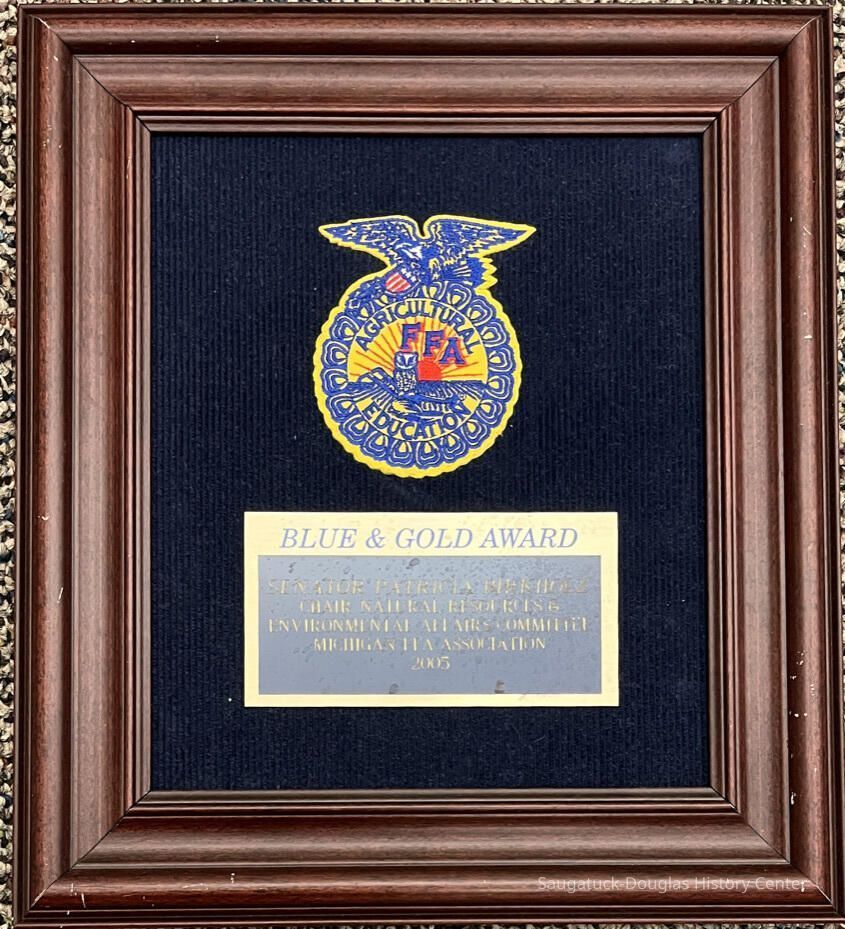 AGRICULTURAL
FFA
EDUCATION
BLUE & GOLD AWARD
SENATOR PATRICIA BIRKHOLZ
CHAIR NATURAL RESOURCES &
ENVIRONMENTAL AFFAIRS COMMITTEE
MICHIGAN FFA ASSOCIATION
2005
Saugatuck-Douglas History Center